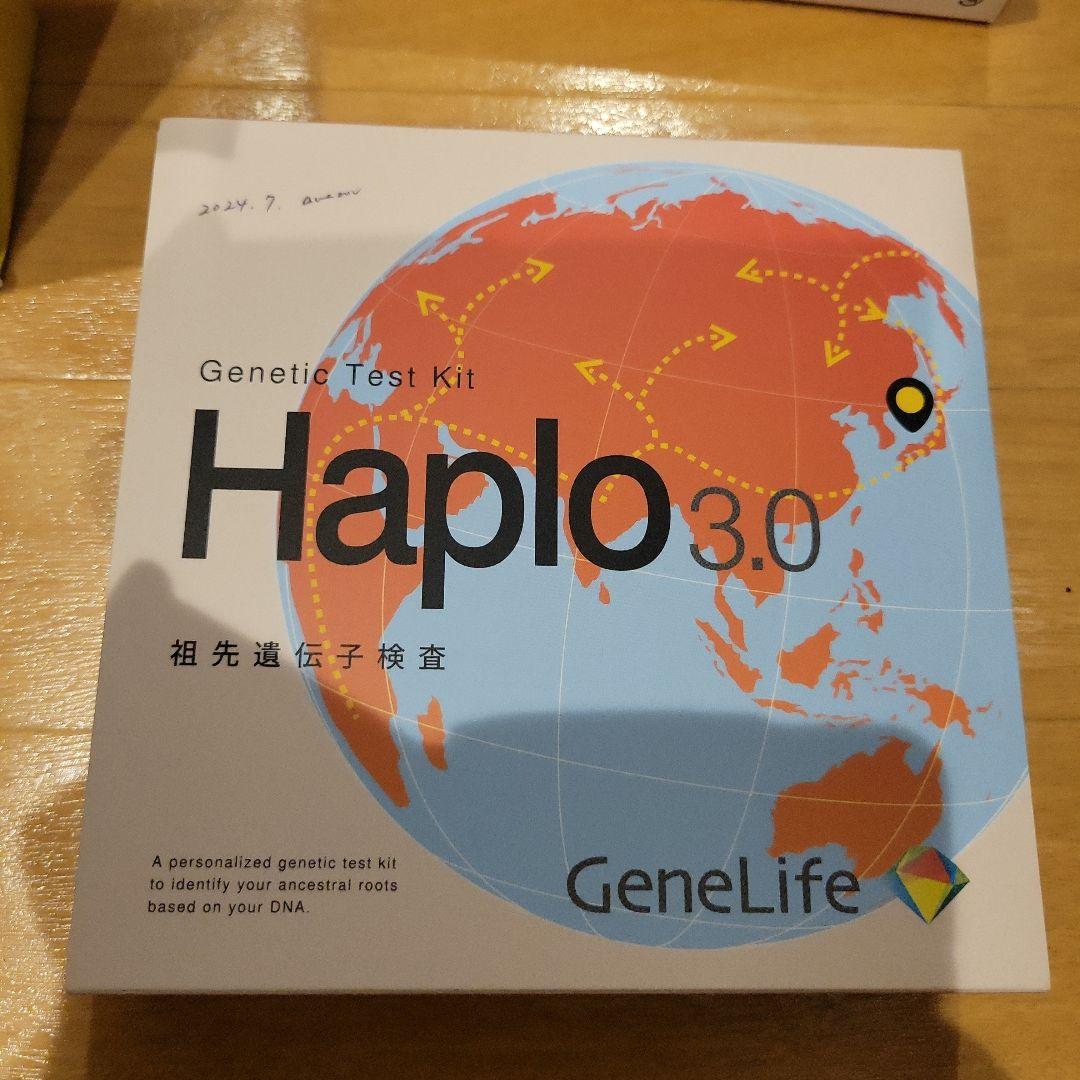 2024.7.
Genetic Test Kit
Haplo 3.0
祖先遺伝子検査
A personalized genetic test kit
to identify your ancestral roots
based on your DNA.
GeneLife